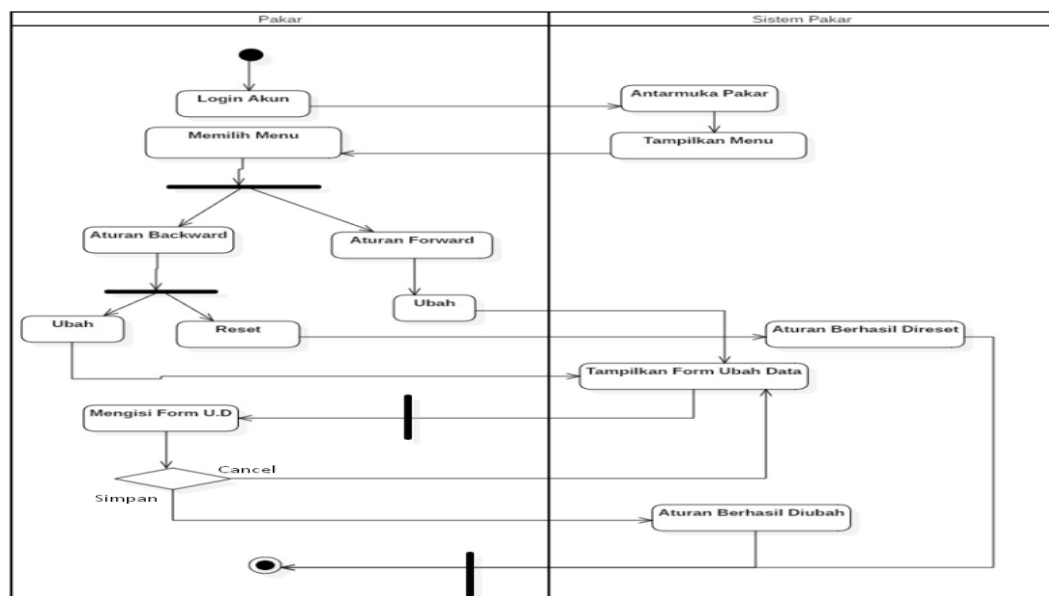 Pakar
Sistem Pakar
Login Akun
Antarmuka Pakar
Memilih Menu
Tampilkan Menu
Aturan Backward
Aturan Forward
Ubah
Ubah
Reset
Aturan Berhasil Direset
Tampilkan Form Ubah Data
Mengisi Form U.D
Cancel
Simpan
Aturan Berhasil Diubah